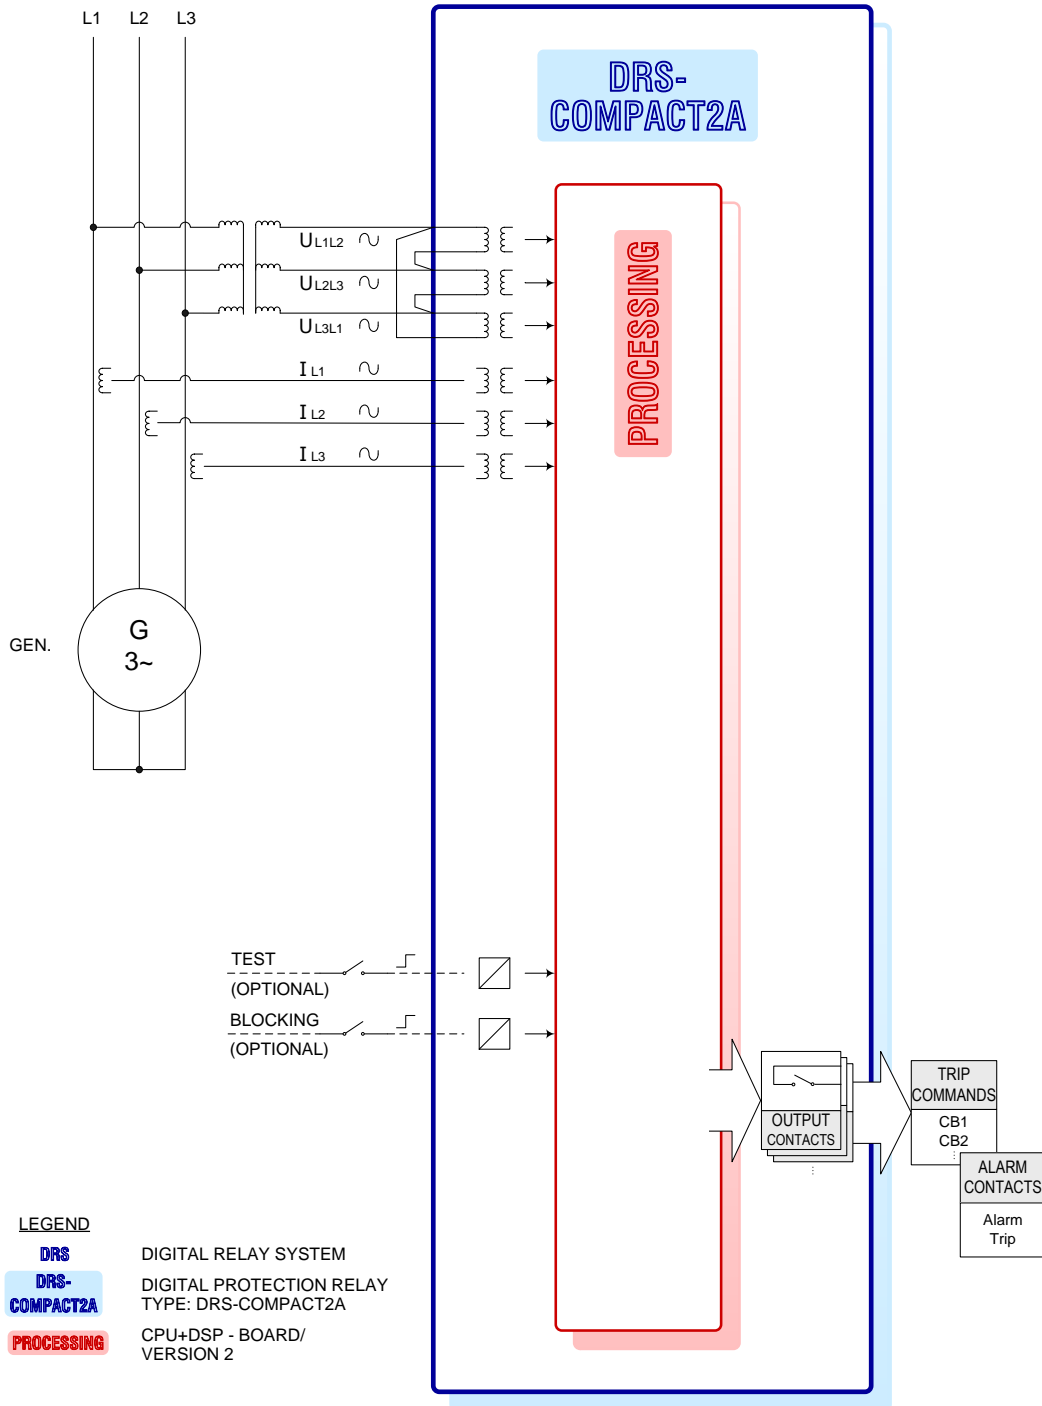 L1 L2 L3
DRS-
COMPACT2A
PROCESSING
UL1L2
UL2L3
UL3L1
I L1
I L2
I L3
GEN.
G
3~
TEST
(OPTIONAL)
BLOCKING
(OPTIONAL)
OUTPUT
CONTACTS
TRIP
COMMANDS
CB1
CB2
ALARM
CONTACTS
Alarm
Trip
LEGEND
DRS DIGITAL RELAY SYSTEM
DRS-
COMPACT2A
DIGITAL PROTECTION RELAY
TYPE: DRS-COMPACT2A
PROCESSING
CPU+DSP - BOARD/
VERSION 2